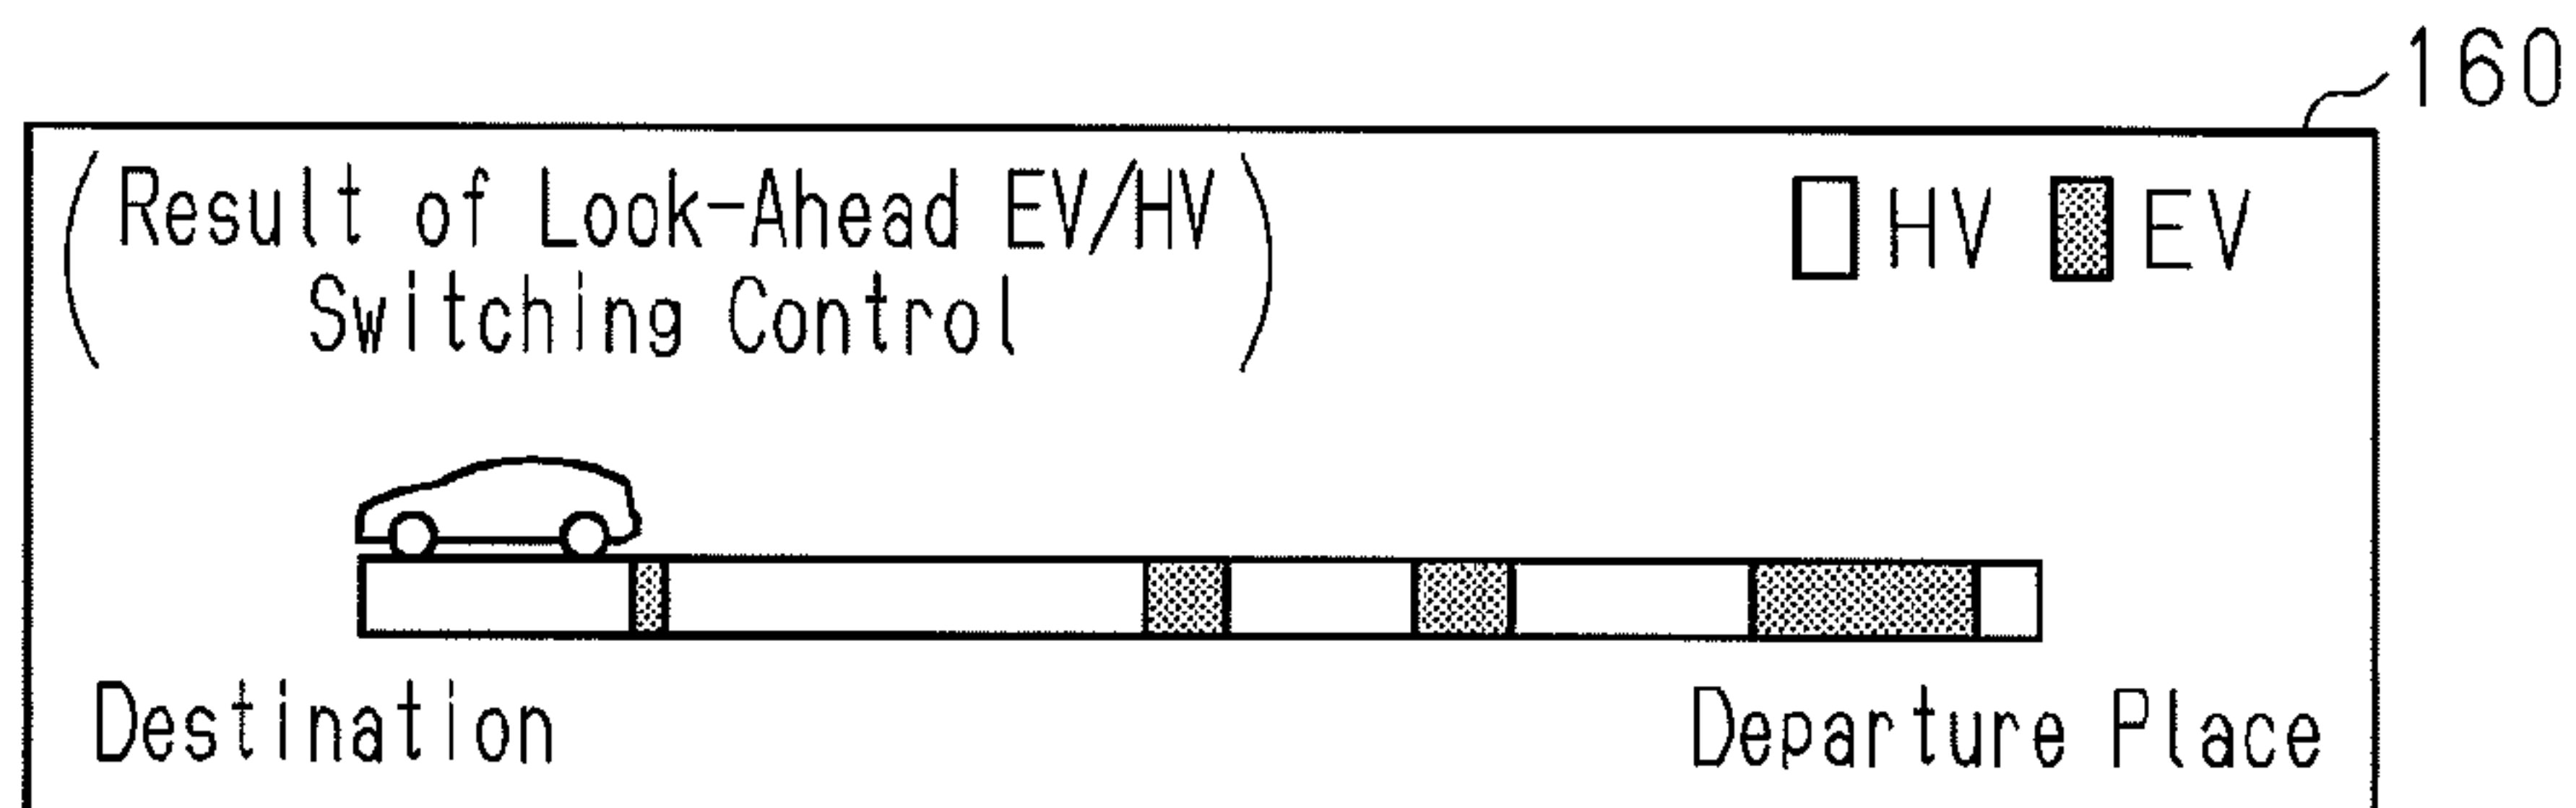 160
(Result of Look-Ahead EV/HV
Switching Control)
HV EV
Destination
Departure Place